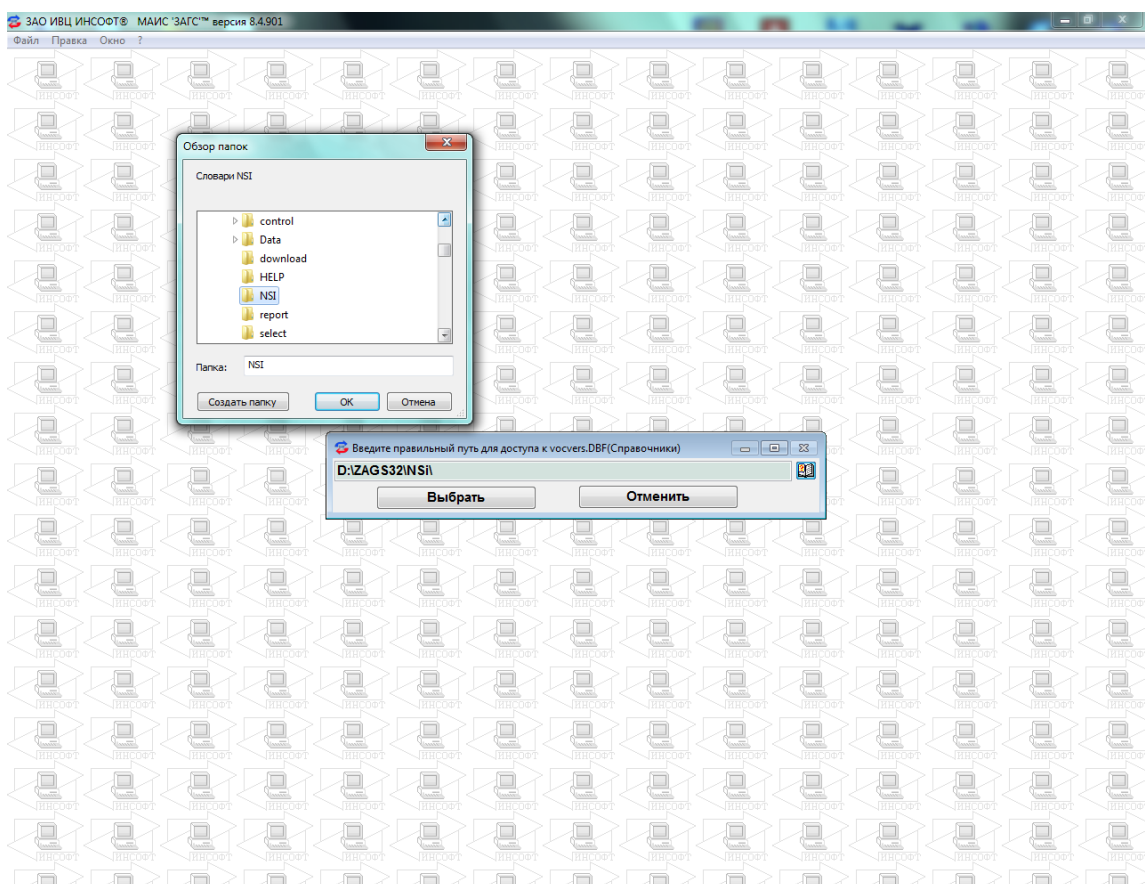 ЗАО ИВЦ ИНСОФТ® МАИС 'ЗАГС'™ версия 8.4.901
Файл Правка Окно ?
Обзор папок
Словари NSI
control
Data
download
HELP
NSI
report
select
Папка: NSI
Создать папку ОК Отмена
Введите правильный путь для доступа к vocvers.DBF(Справочники)
D:\ZAGS32\NSi\
Выбрать Отменить